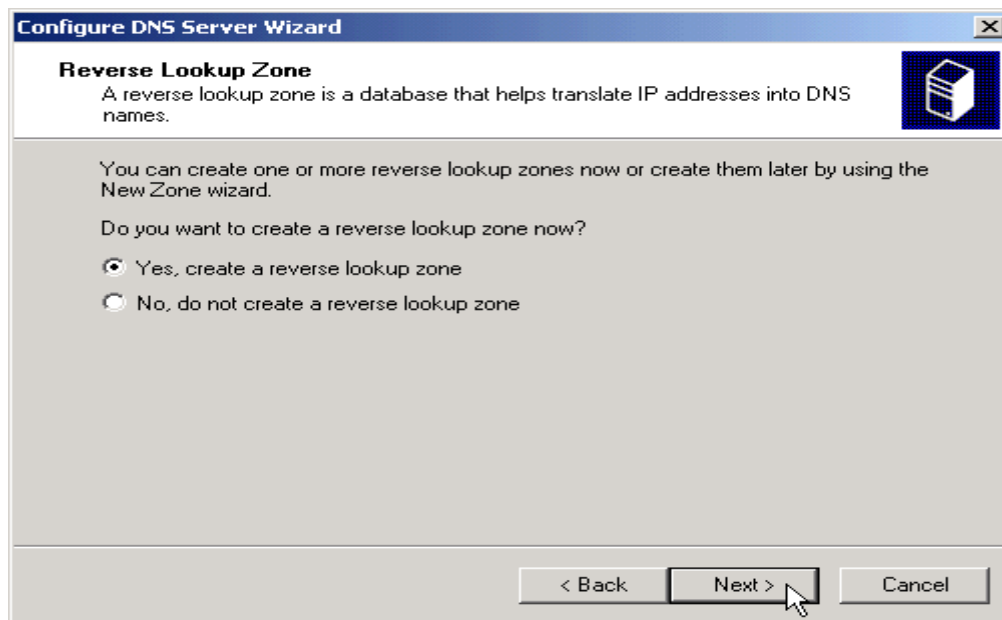 Configure DNS Server Wizard
Reverse Lookup Zone
A reverse lookup zone is a database that helps translate IP addresses into DNS
names.
You can create one or more reverse lookup zones now or create them later by using the
New Zone wizard.
Do you want to create a reverse lookup zone now?
Yes, create a reverse lookup zone
No, do not create a reverse lookup zone
< Back
Next >
Cancel